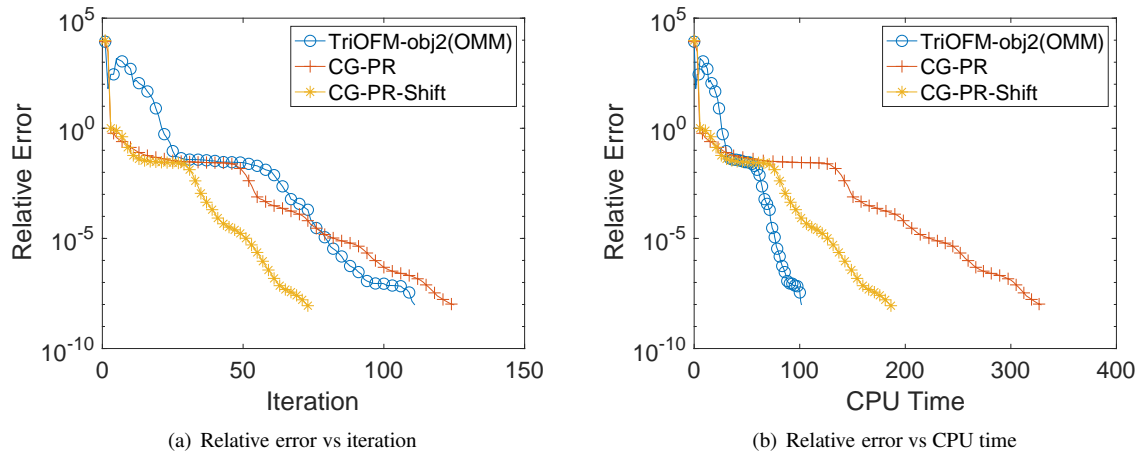 10^5
10^0
10^-5
10^-10
Relative Error
0
50
100
150
Iteration
TriOFM-obj2(OMM)
CG-PR
CG-PR-Shift
(a) Relative error vs iteration
10^5
10^0
10^-5
10^-10
Relative Error
0
100
200
300
400
CPU Time
TriOFM-obj2(OMM)
CG-PR
CG-PR-Shift
(b) Relative error vs CPU time